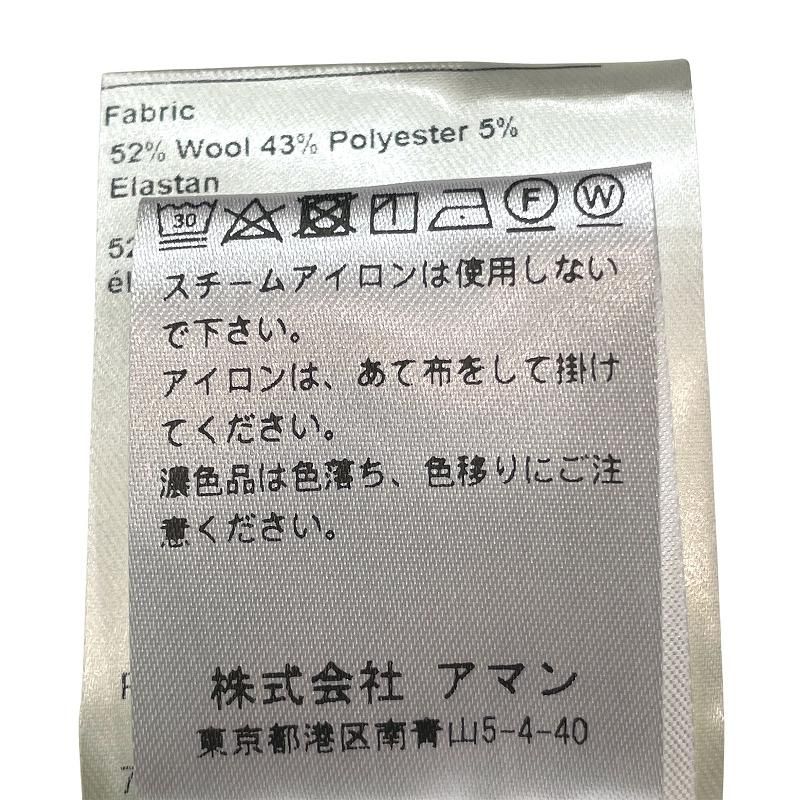 Fabric
52% Wool 43% Polyester 5%
Elastan
30 F W
スチームアイロンは使用しない
で下さい。
アイロンは、あて布をして掛け
てください。
濃色品は色落ち、色移りにご注
意ください。
株式会社 アマン
東京都港区南青山5-4-40